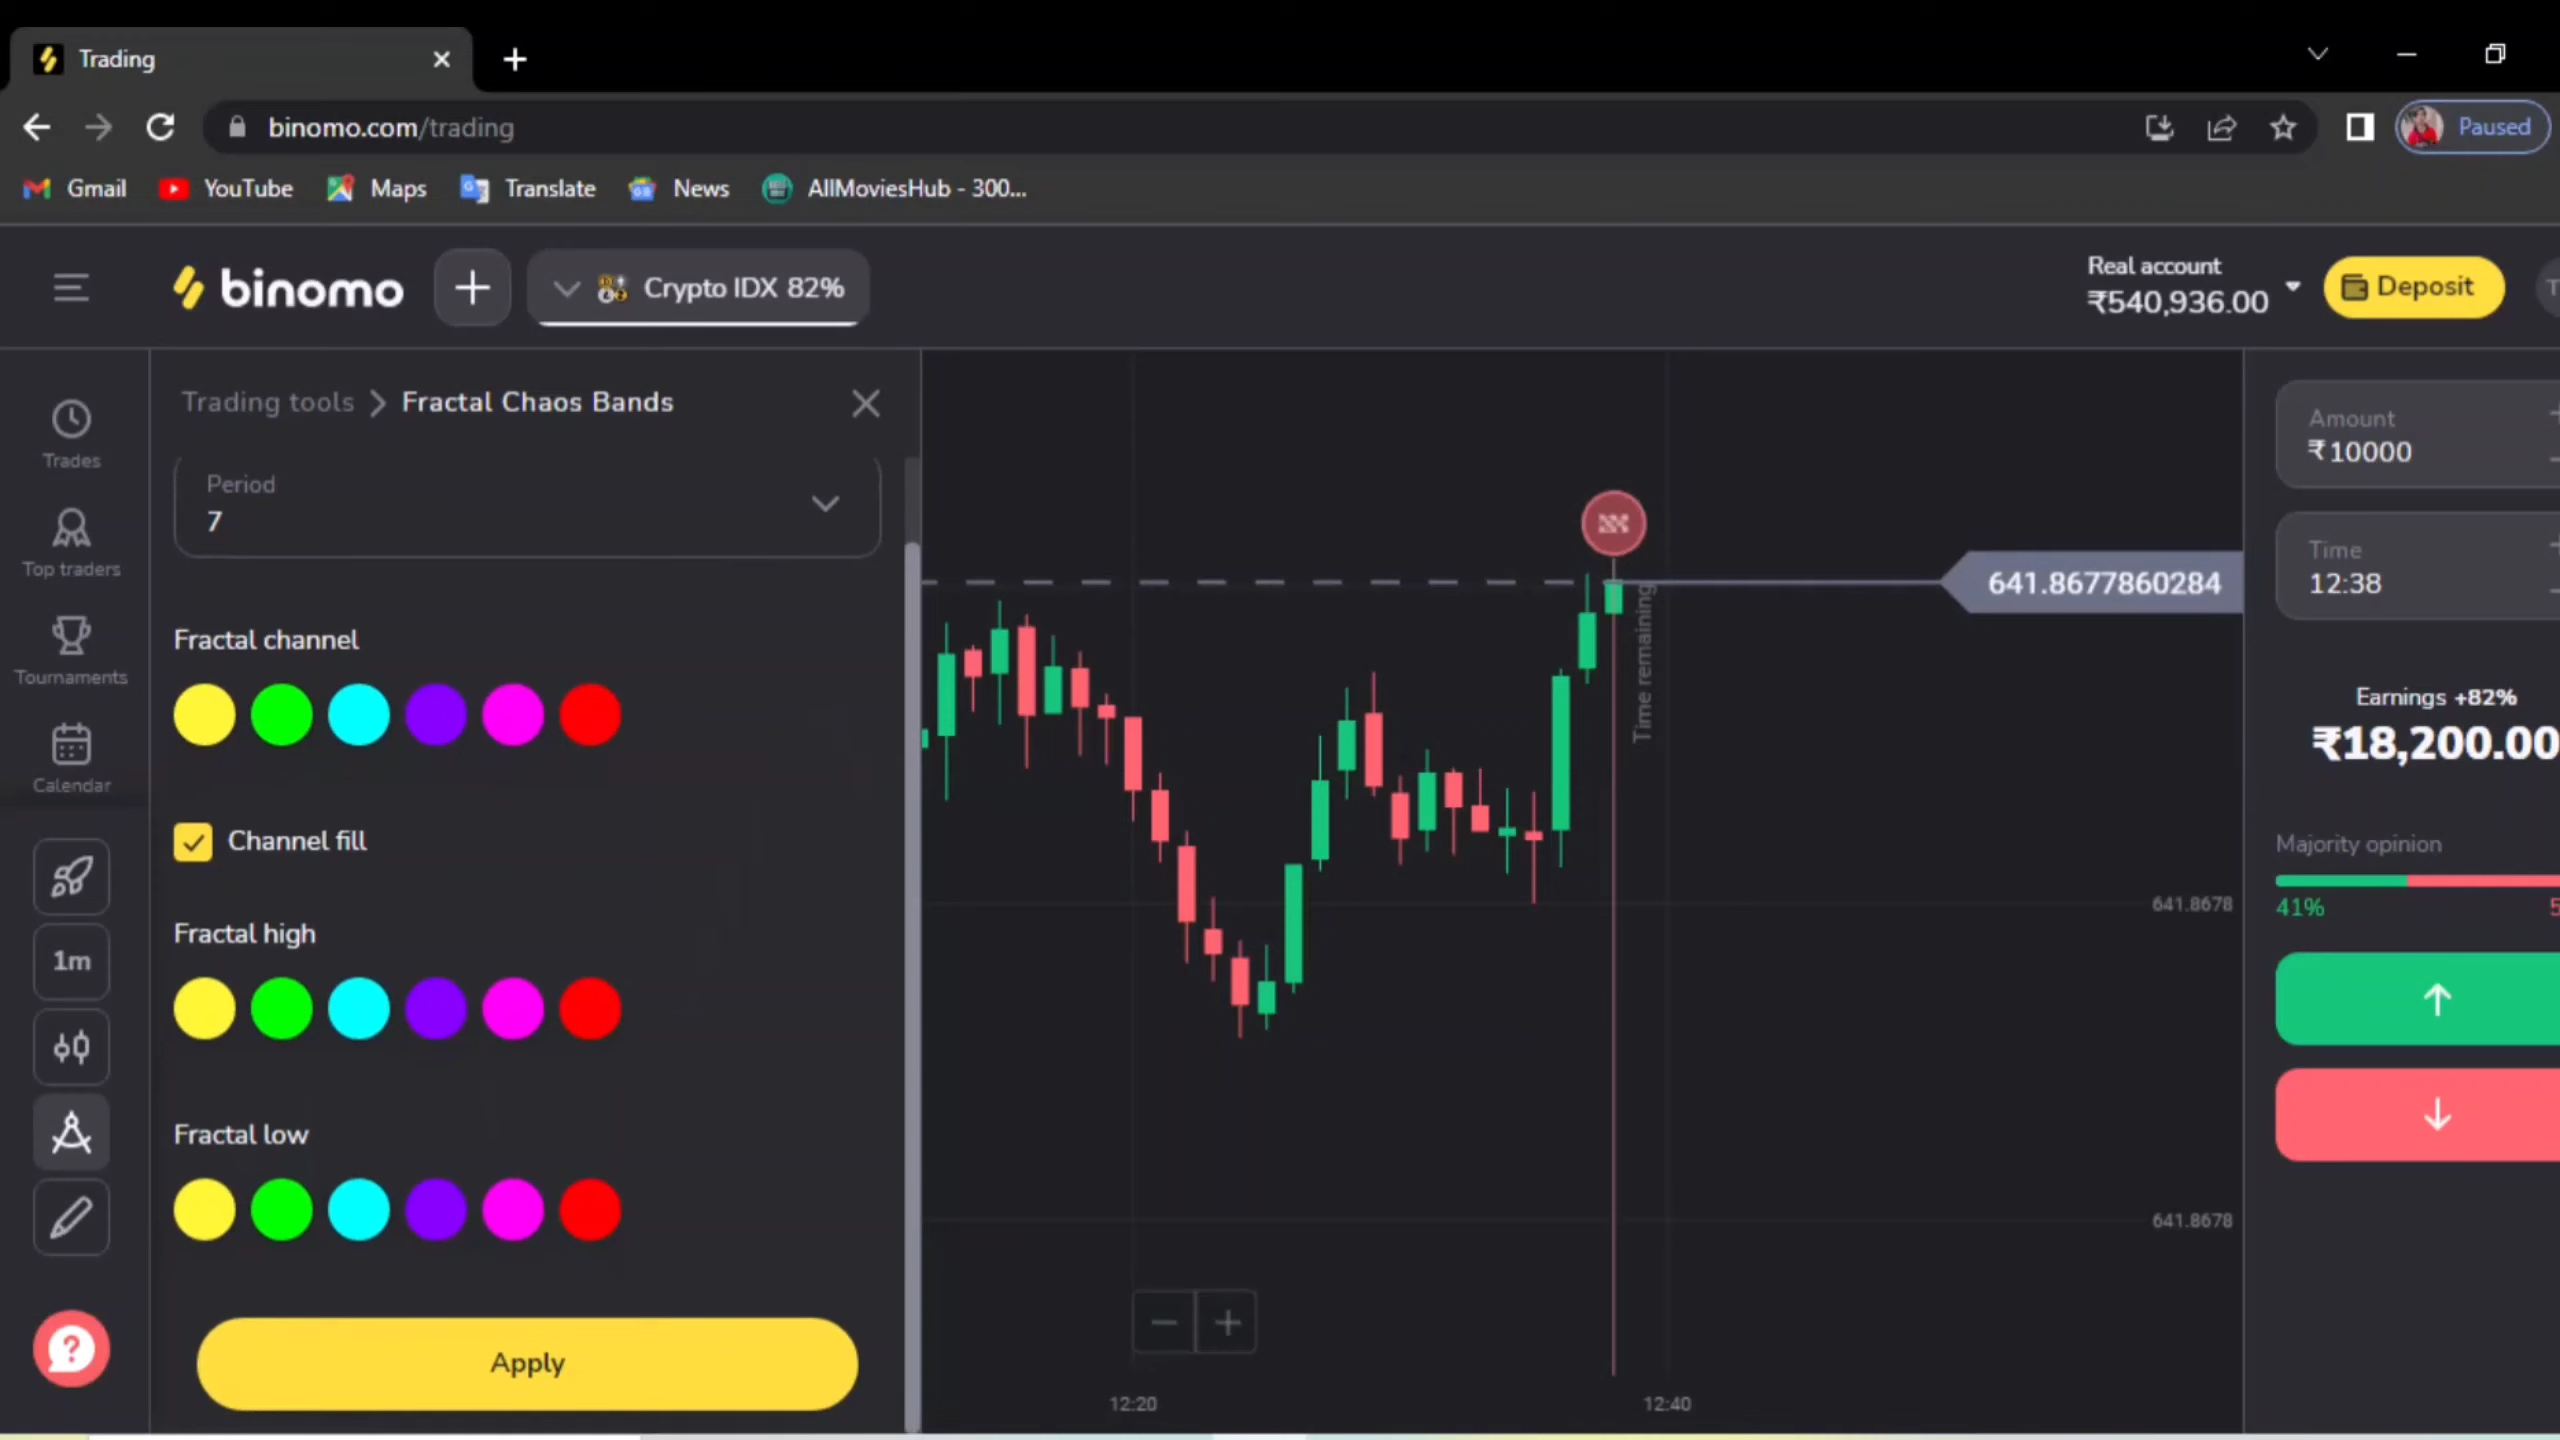 Trading
binomo.com/trading
Paused
Gmail
YouTube
Maps
Translate
News
AllMoviesHub - 300...
binomo
Crypto IDX 82%
Real account
₹540,936.00
Deposit
Trades
Top traders
Tournaments
Calendar
1m
Trading tools
Fractal Chaos Bands
Period
7
Fractal channel
Channel fill
Fractal high
Fractal low
Apply
641.8677860284
Time remaining
641.8678
641.8678
12:20
12:40
Amount
₹10000
Time
12:38
Earnings +82%
₹18,200.00
Majority opinion
41%